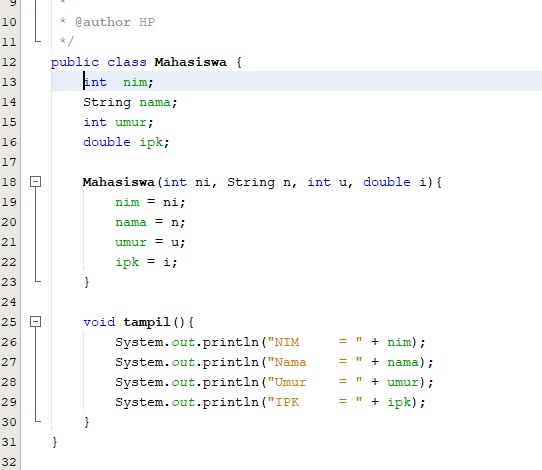 9 *
10 * @author HP
11 */
12 public class Mahasiswa {
13 int  nim;
14 String nama;
15 int umur;
16 double ipk;
17
18 Mahasiswa(int ni, String n, int u, double i){
19 nim = ni;
20 nama = n;
21 umur = u;
22 ipk = i;
23 }
24
25 void tampil(){
26 System.out.println("NIM     = " + nim);
27 System.out.println("Nama    = " + nama);
28 System.out.println("Umur    = " + umur);
29 System.out.println("IPK     = " + ipk);
30 }
31 }
32